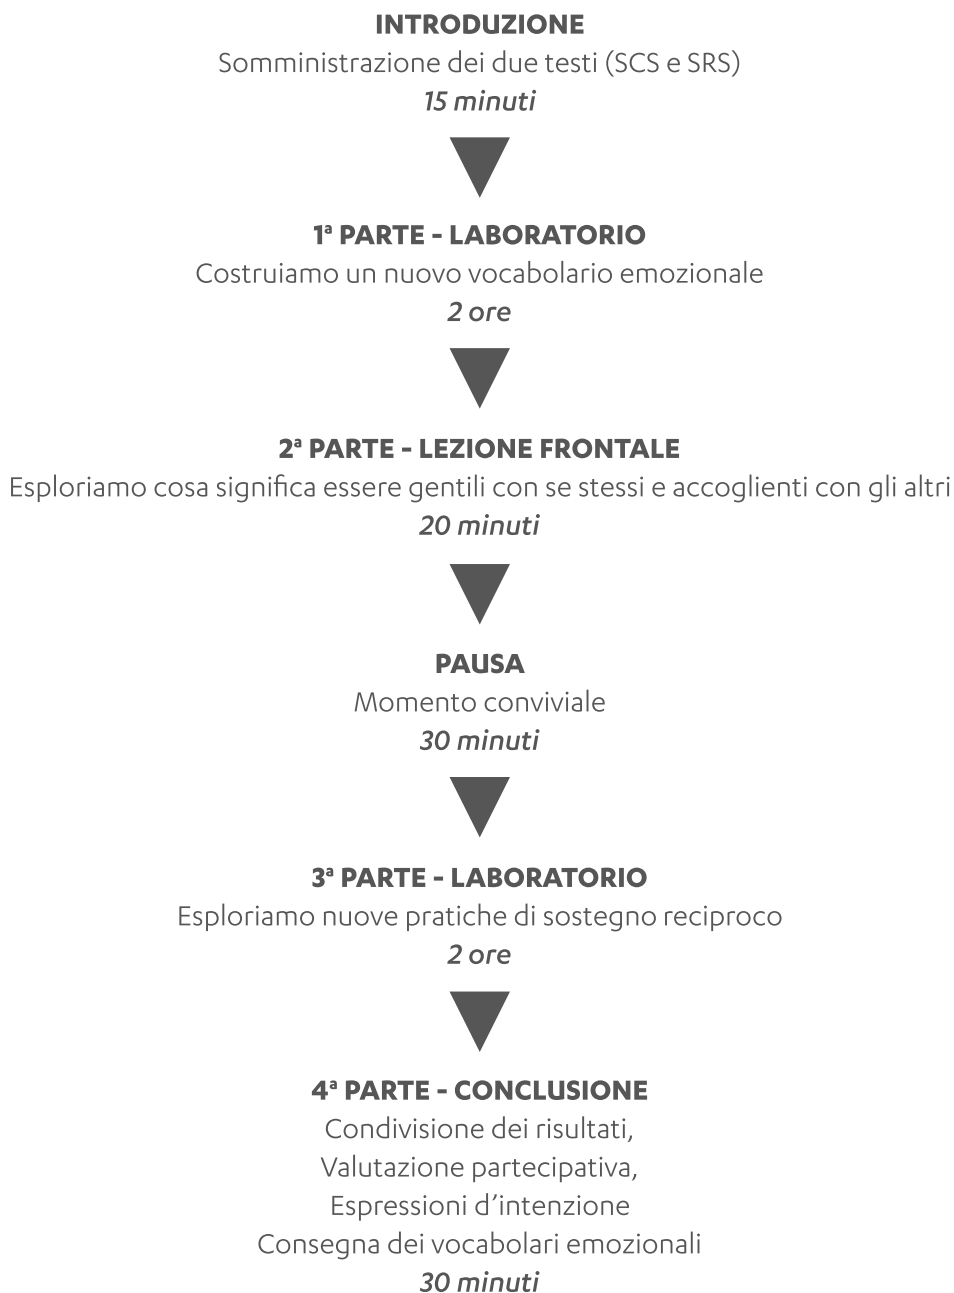 INTRODUZIONE
Somministrazione dei due testi (SCS e SRS)
15 minuti
1ª PARTE - LABORATORIO
Costruiamo un nuovo vocabolario emozionale
2 ore
2ª PARTE - LEZIONE FRONTALE
Esploriamo cosa significa essere gentili con se stessi e accoglienti con gli altri
20 minuti
PAUSA
Momento conviviale
30 minuti
3ª PARTE - LABORATORIO
Esploriamo nuove pratiche di sostegno reciproco
2 ore
4ª PARTE - CONCLUSIONE
Condivisione dei risultati,
Valutazione partecipativa,
Espressioni d’intenzione
Consegna dei vocabolari emozionali
30 minuti